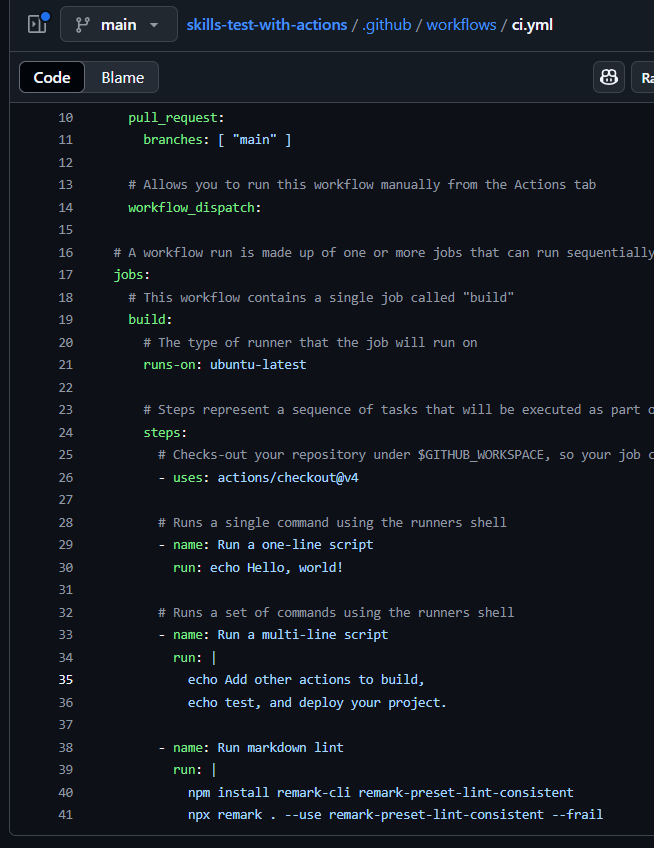 main skills-test-with-actions / .github / workflows / ci.yml
Code Blame Ra
10 pull_request:
11 branches: [ "main" ]
12
13 # Allows you to run this workflow manually from the Actions tab
14 workflow_dispatch:
15
16 # A workflow run is made up of one or more jobs that can run sequentially
17 jobs:
18 # This workflow contains a single job called "build"
19 build:
20 # The type of runner that the job will run on
21 runs-on: ubuntu-latest
22
23 # Steps represent a sequence of tasks that will be executed as part o
24 steps:
25 # Checks-out your repository under $GITHUB_WORKSPACE, so your job c
26 - uses: actions/checkout@v4
27
28 # Runs a single command using the runners shell
29 - name: Run a one-line script
30 run: echo Hello, world!
31
32 # Runs a set of commands using the runners shell
33 - name: Run a multi-line script
34 run: |
35 echo Add other actions to build,
36 echo test, and deploy your project.
37
38 - name: Run markdown lint
39 run: |
40 npm install remark-cli remark-preset-lint-consistent
41 npx remark . --use remark-preset-lint-consistent --frail